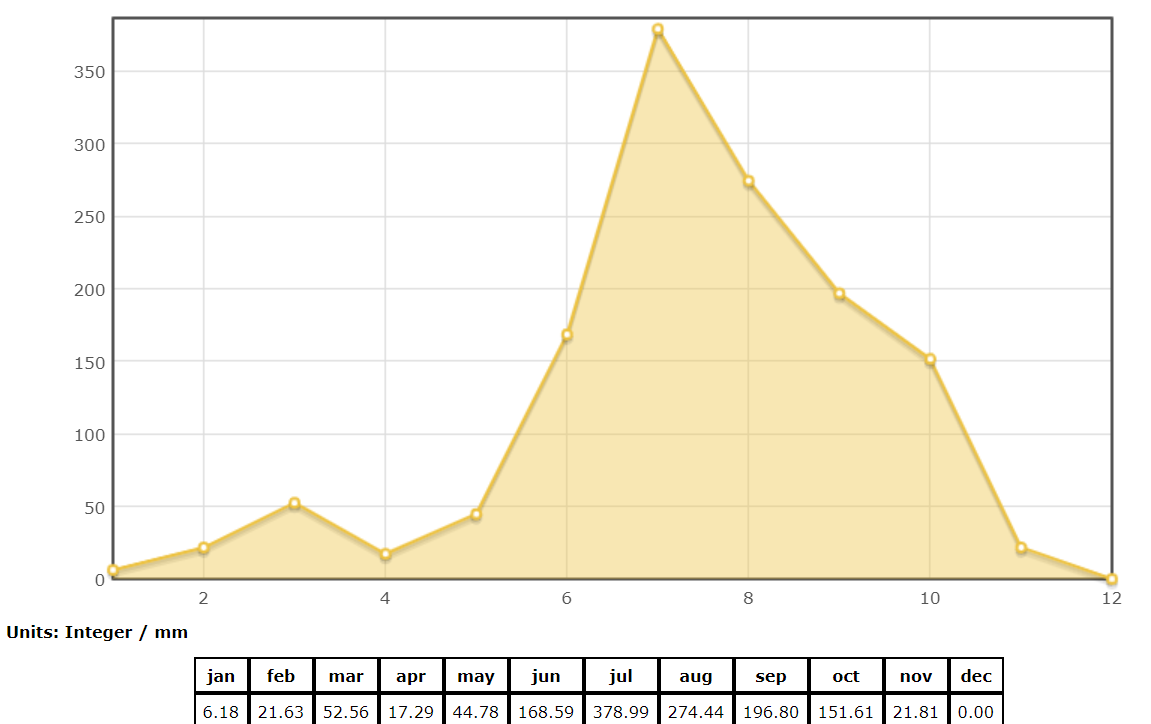 350
300
250
200
150
100
50
0
2 4 6 8 10 12
Units: Integer / mm
jan feb mar apr may jun jul aug sep oct nov dec
6.18 21.63 52.56 17.29 44.78 168.59 378.99 274.44 196.80 151.61 21.81 0.00